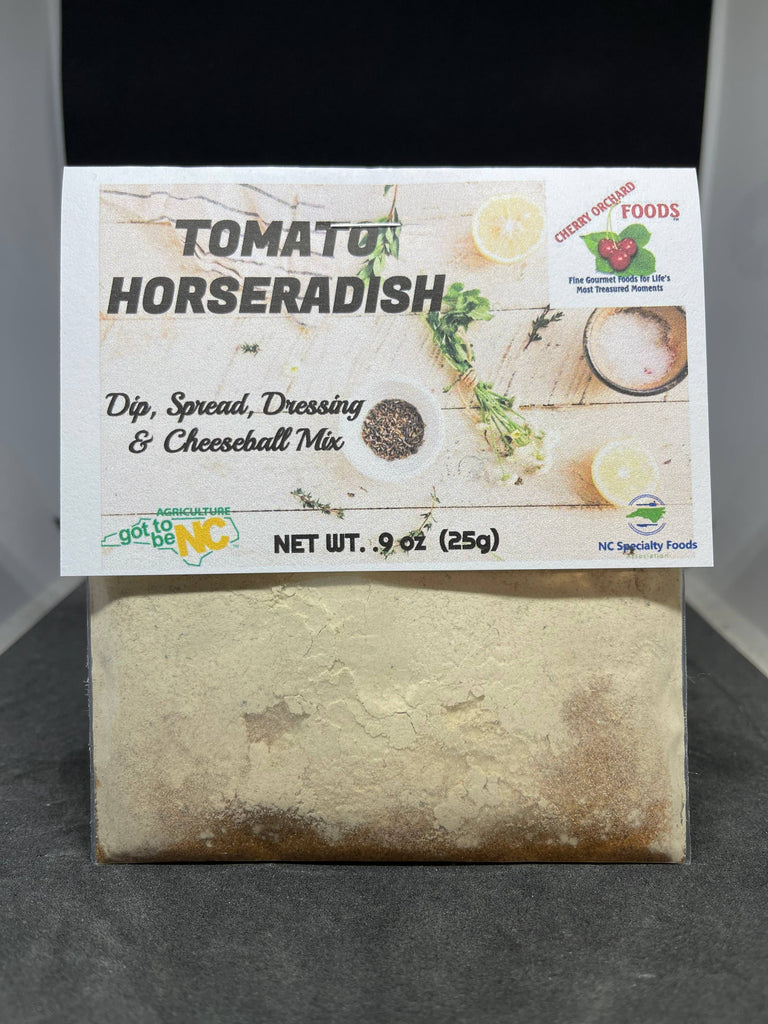 TOMATO
HORSERADISH
CHERRY ORCHARD
FOODS
Fine Gourmet Foods for Life's
Most Treasured Moments
Dip, Spread, Dressing
& Cheeseball Mix
AGRICULTURE
got to
be NC
NET WT. .9 oz (25g)
NC Specialty Foods
Association